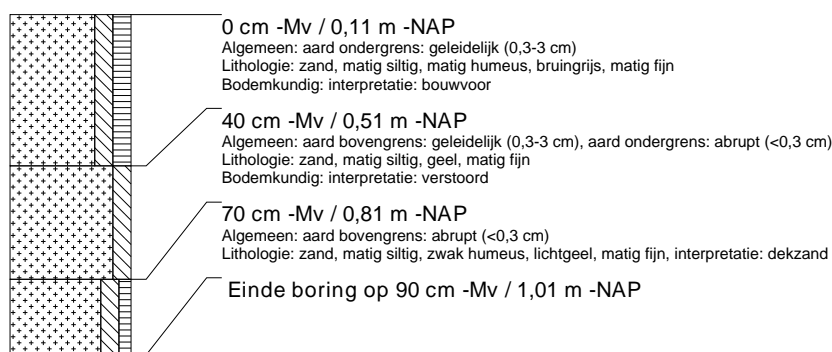 0 cm -Mv / 0,11 m -NAP
Algemeen: aard ondergrens: geleidelijk (0,3-3 cm)
Lithologie: zand, matig siltig, matig humeus, bruingrijs, matig fijn
Bodemkundig: interpretatie: bouwvoor
40 cm -Mv / 0,51 m -NAP
Algemeen: aard bovengrens: geleidelijk (0,3-3 cm), aard ondergrens: abrupt (<0,3 cm)
Lithologie: zand, matig siltig, geel, matig fijn
Bodemkundig: interpretatie: verstoord
70 cm -Mv / 0,81 m -NAP
Algemeen: aard bovengrens: abrupt (<0,3 cm)
Lithologie: zand, matig siltig, zwak humeus, lichtgeel, matig fijn, interpretatie: dekzand
Einde boring op 90 cm -Mv / 1,01 m -NAP